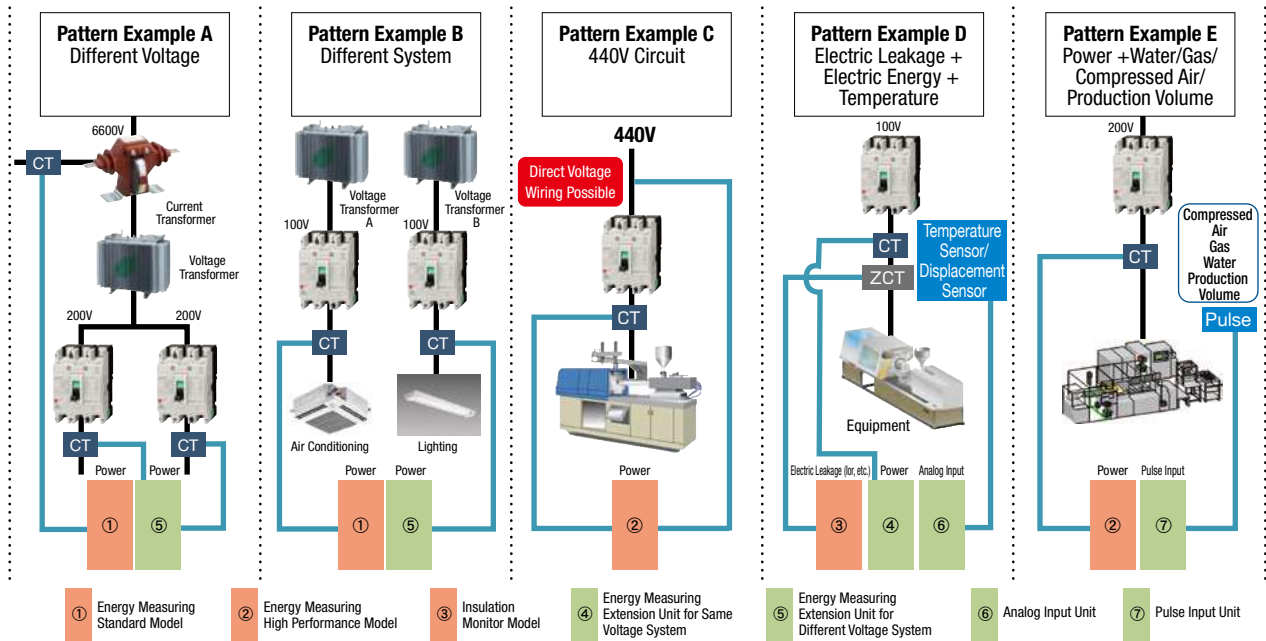 Pattern Example A
Different Voltage
6600V
CT
Current
Transformer
Voltage
Transformer
200V
200V
CT
CT
Power
Power
①
⑤
Pattern Example B
Different System
Voltage
Transformer
A
Voltage
Transformer
B
100V
100V
CT
CT
Air Conditioning
Lighting
Power
Power
①
⑤
Pattern Example C
440V Circuit
440V
Direct Voltage
Wiring Possible
CT
Power
②
Pattern Example D
Electric Leakage +
Electric Energy +
Temperature
100V
CT
ZCT
Temperature
Sensor/
Displacement
Sensor
Equipment
Electric Leakage (Ior, etc.)
Power
Analog Input
③
④
⑥
Pattern Example E
Power +Water/Gas/
Compressed Air/
Production Volume
200V
CT
Compressed
Air
Gas
Water
Production
Volume
Pulse
Power
Pulse Input
②
⑦
① Energy Measuring
Standard Model
② Energy Measuring
High Performance Model
③ Insulation
Monitor Model
④ Energy Measuring
Extension Unit for Same
Voltage System
⑤ Energy Measuring
Extension Unit for
Different Voltage System
⑥ Analog Input Unit
⑦ Pulse Input Unit